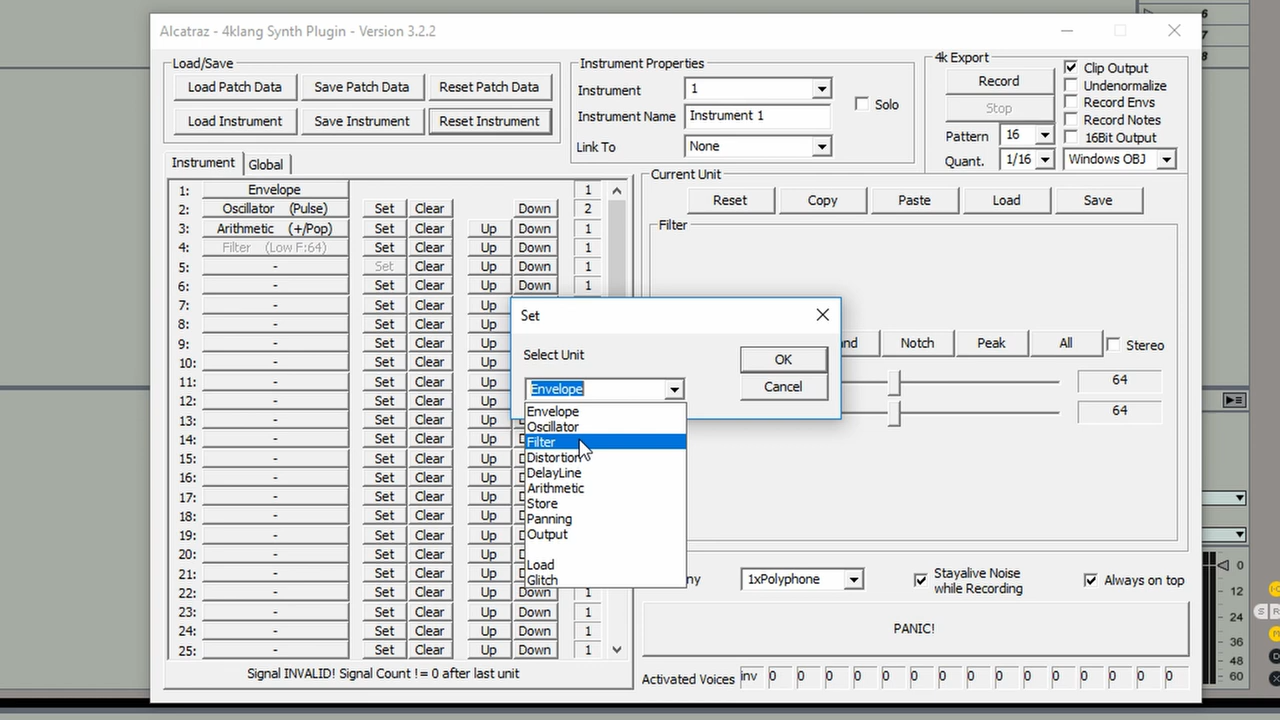 Alcatraz - 4klang Synth Plugin - Version 3.2.2
Load/Save
Load Patch Data Save Patch Data Reset Patch Data
Load Instrument Save Instrument Reset Instrument
Instrument Properties
Instrument 1
Instrument Name Instrument 1
Link To None
Solo
4k Export
Record
Stop
Pattern 16
Quant. 1/16
Clip Output
Undenormalize
Record Envs
Record Notes
16Bit Output
Windows OBJ
Instrument Global
1: Envelope 1
2: Oscillator (Pulse) Set Clear Down 2
3: Arithmetic (+/Pop) Set Clear Up Down 1
4: Filter (Low F:64) Set Clear Up Down 1
5: - Set Clear Up Down 1
6: - Set Clear Up Down 1
7: - Set Clear Up
8: - Set Clear Up
9: - Set Clear Up
10: - Set Clear Up
11: - Set Clear Up
12: - Set Clear Up
13: - Set Clear Up
14: - Set Clear Up
15: - Set Clear Up
16: - Set Clear Up
17: - Set Clear Up
18: - Set Clear Up
19: - Set Clear Up
20: - Set Clear Up
21: - Set Clear Up
22: - Set Clear Up Down 1
23: - Set Clear Up Down 1
24: - Set Clear Up Down 1
25: - Set Clear Up Down 1
Signal INVALID! Signal Count != 0 after last unit
Current Unit
Reset Copy Paste Load Save
Filter
Notch Peak All Stereo
64
64
Set
Select Unit
Envelope
OK
Cancel
Envelope
Oscillator
Filter
Distortion
DelayLine
Arithmetic
Store
Panning
Output
Load
Glitch
1xPolyphone
Stayalive Noise
while Recording
Always on top
PANIC!
Activated Voices inv 0 0 0 0 0 0 0 0 0 0 0 0 0 0 0
6
7
8
0
12
24
36
48
60
S